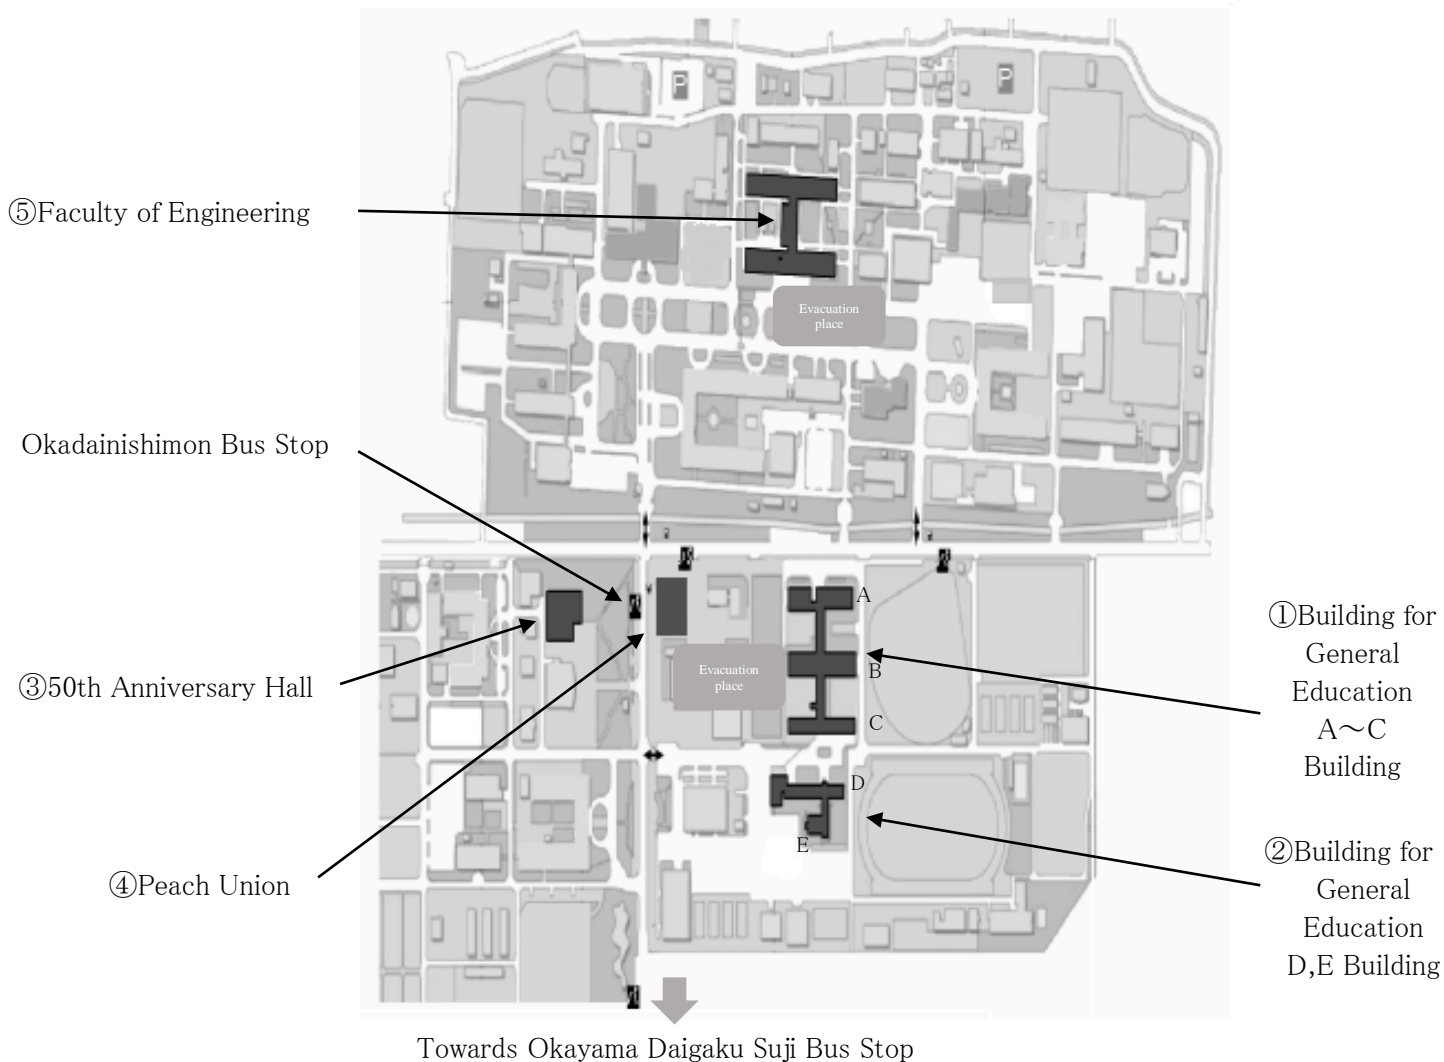 P
P
⑤Faculty of Engineering
Evacuation
place
Okadainishimon Bus Stop
A
①Building for
General
Education
A～C
Building
B
Evacuation
place
③50th Anniversary Hall
C
D
E
②Building for
General
Education
D,E Building
④Peach Union
Towards Okayama Daigaku Suji Bus Stop